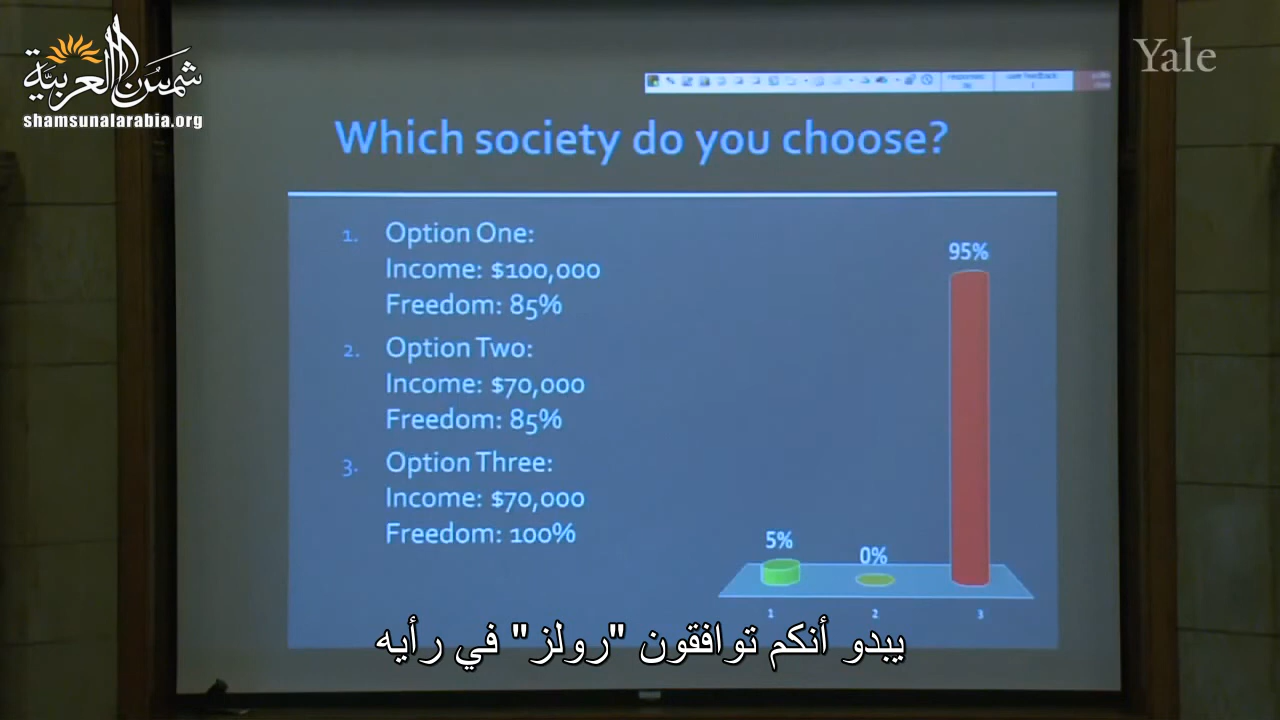 شمس العربية
shamsunalarabia.org
Yale
Which society do you choose?
1. Option One:
Income: $100,000
Freedom: 85%
2. Option Two:
Income: $70,000
Freedom: 85%
3. Option Three:
Income: $70,000
Freedom: 100%
95%
5%
0%
1
2
3
يبدو أنكم توافقون "رولز" في رأيه